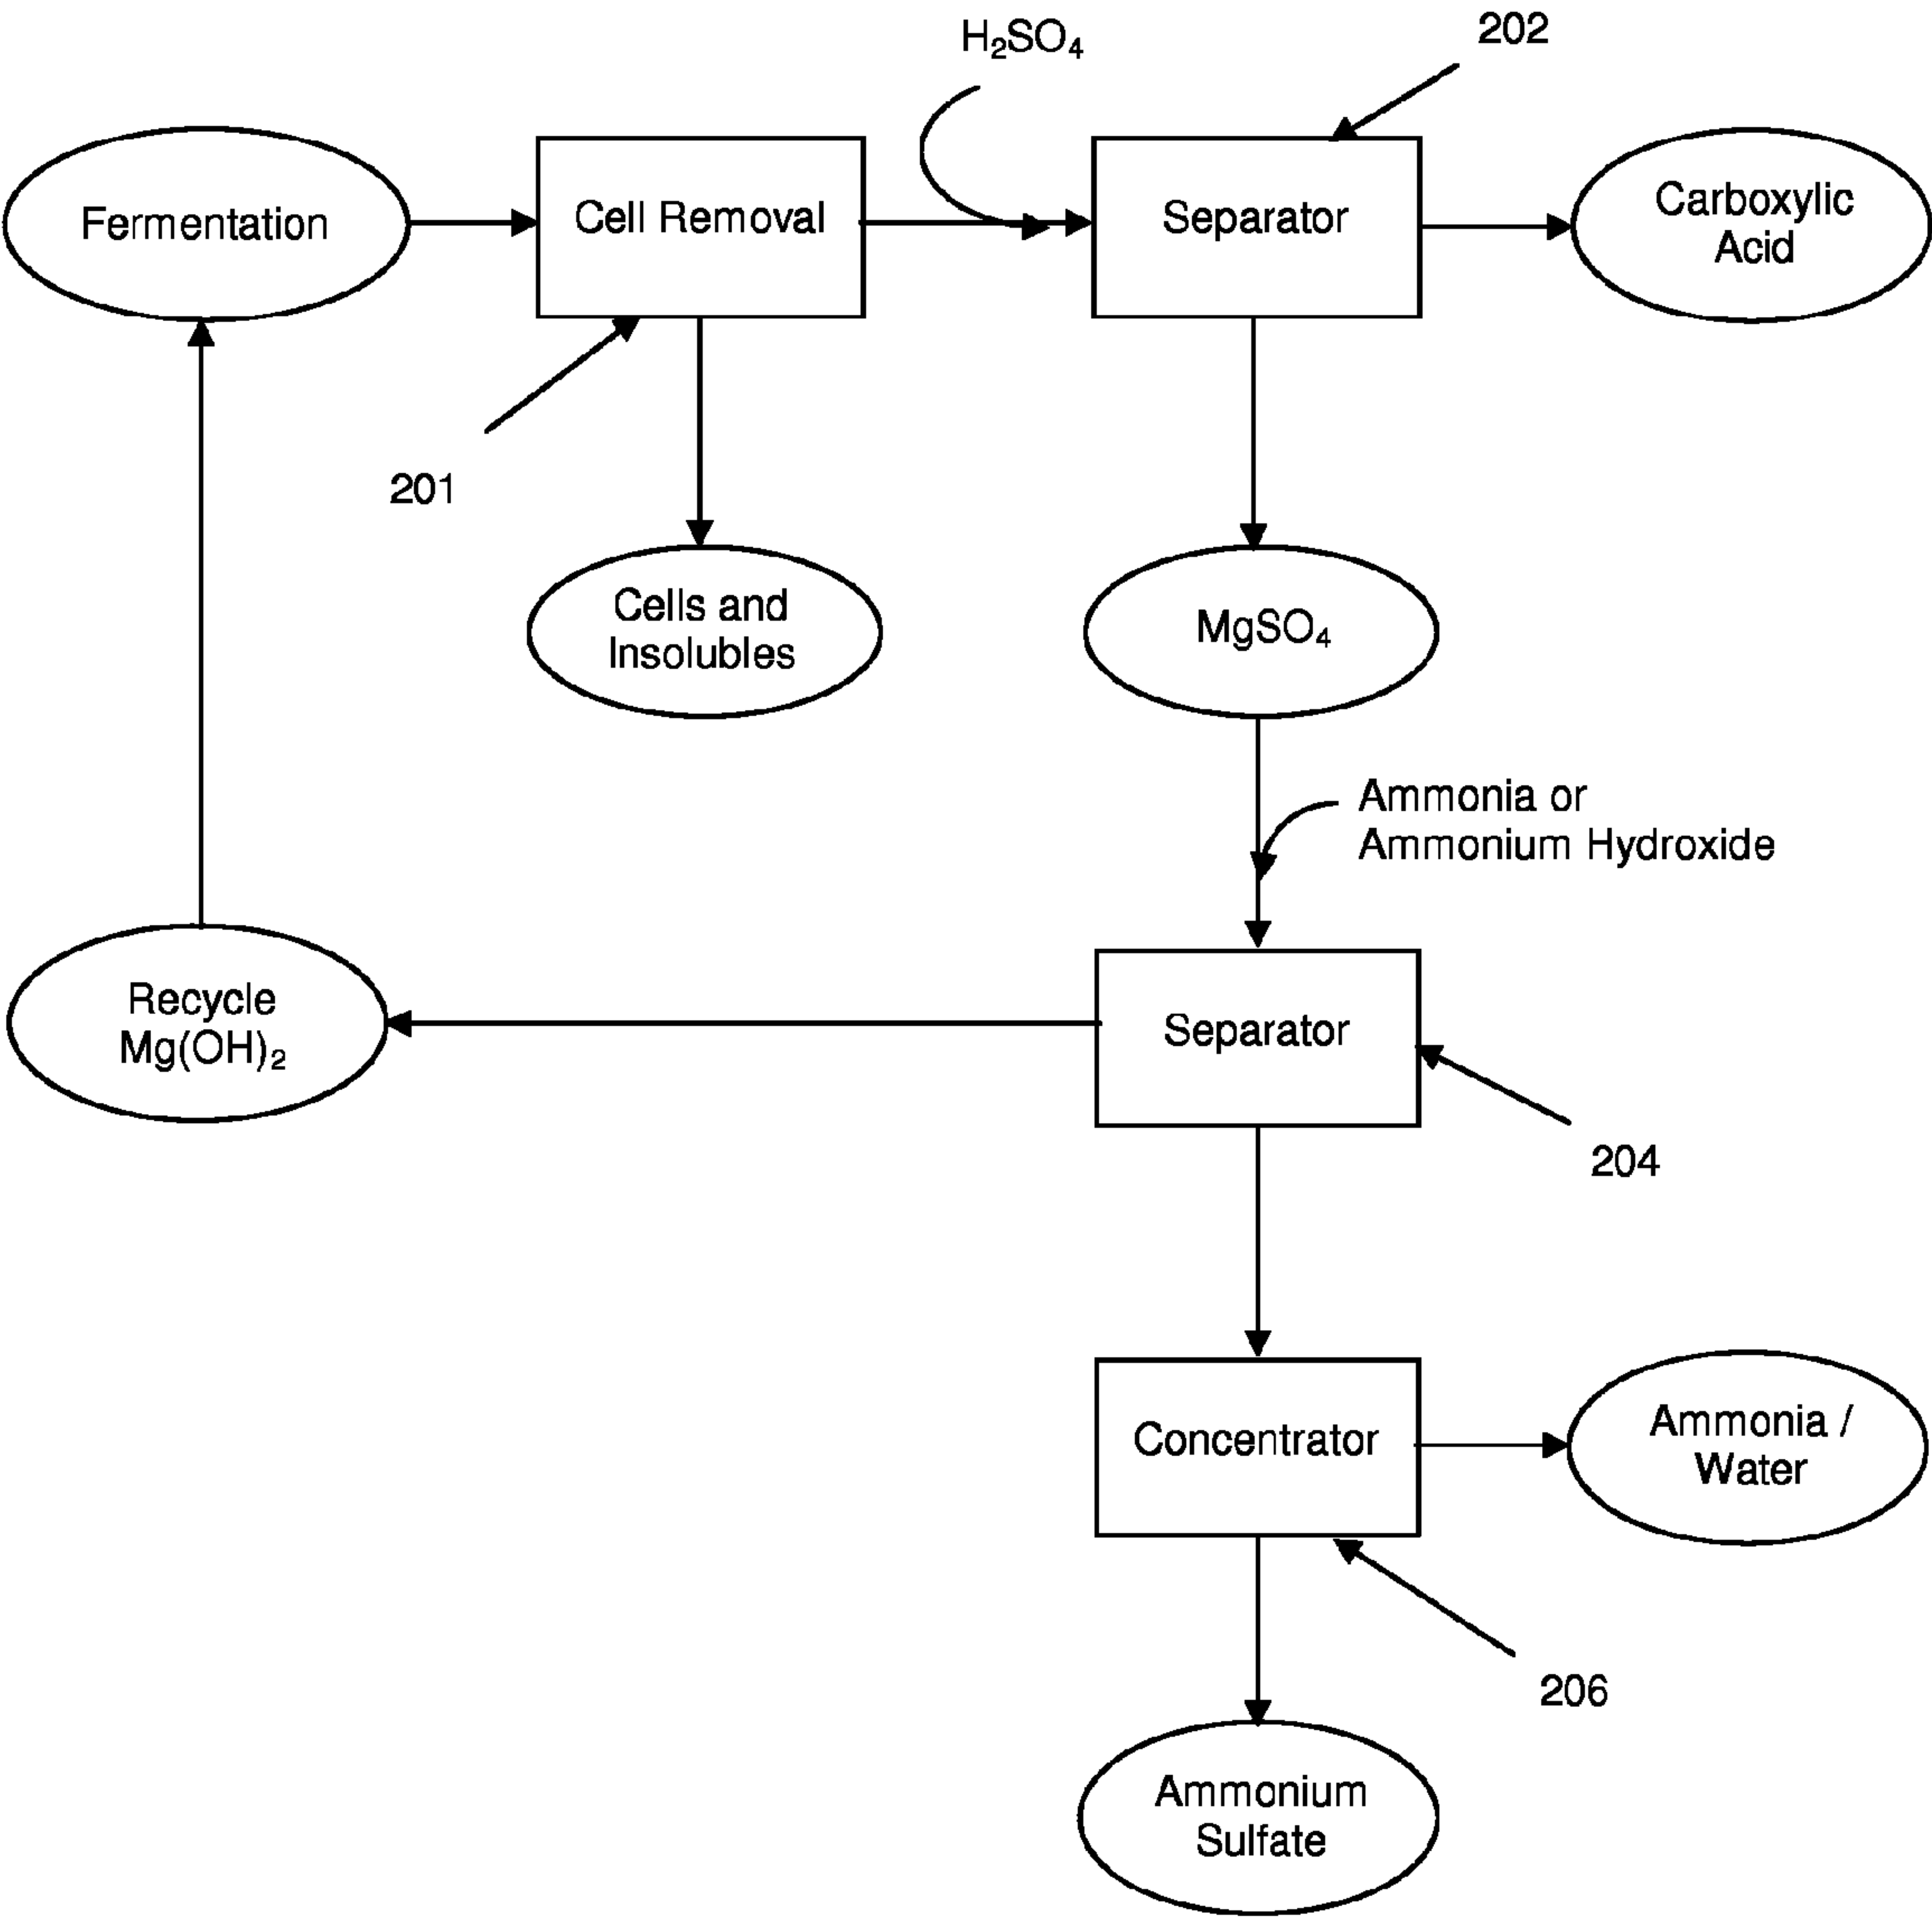 H₂SO₄
202
Fermentation
Cell Removal
Separator
Carboxylic
Acid
201
Cells and
Insolubles
MgSO₄
Ammonia or
Ammonium Hydroxide
Recycle
Mg(OH)₂
Separator
204
Concentrator
Ammonia /
Water
206
Ammonium
Sulfate